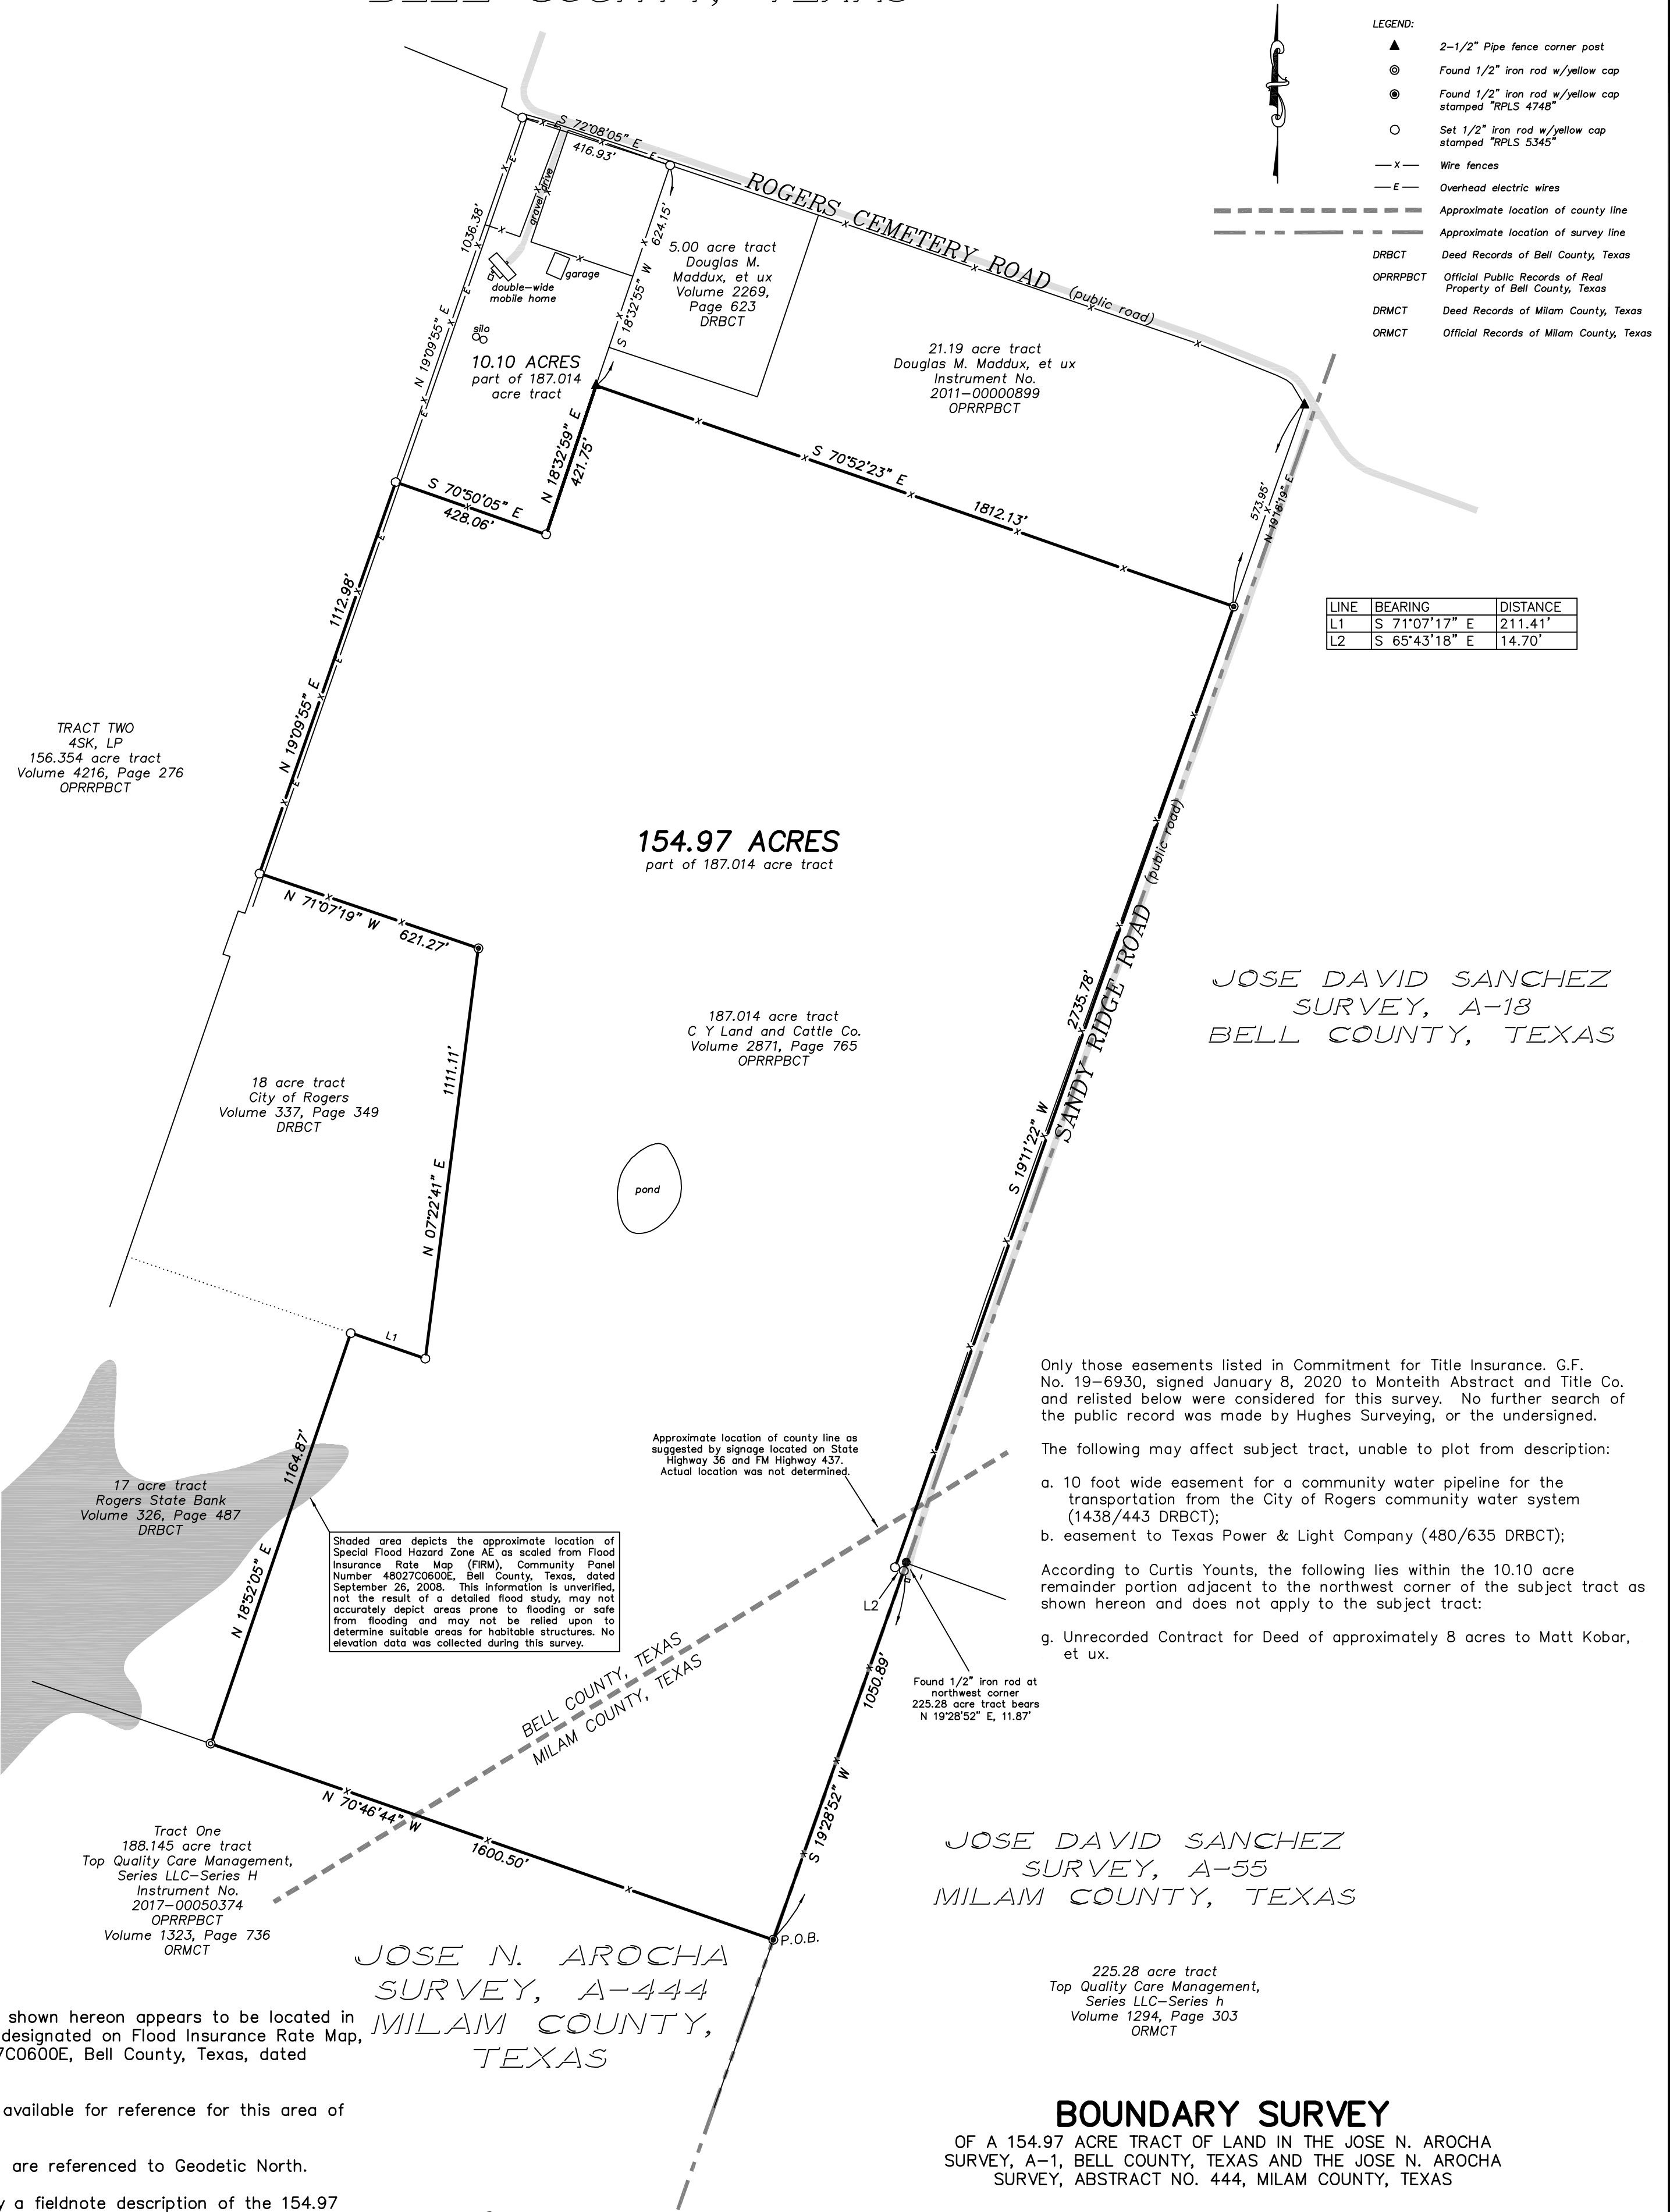 BELL COUNTY, TEXAS
LEGEND:
2-1/2" Pipe fence corner post
Found 1/2" iron rod w/yellow cap
Found 1/2" iron rod w/yellow cap
stamped "RPLS 4748"
Set 1/2" iron rod w/yellow cap
stamped "RPLS 5345"
x Wire fences
E Overhead electric wires
Approximate location of county line
Approximate location of survey line
DRBCT Deed Records of Bell County, Texas
OPRRPBCT Official Public Records of Real
Property of Bell County, Texas
DRMCT Deed Records of Milam County, Texas
ORMCT Official Records of Milam County, Texas
S 72°08'05" E
416.93'
ROGERS CEMETERY ROAD (public road)
1036.38'
N 19°09'55" E
gravel drive
double-wide
mobile home
garage
silo
624.15'
S 18°32'55" W
5.00 acre tract
Douglas M.
Maddux, et ux
Volume 2269,
Page 623
DRBCT
10.10 ACRES
part of 187.014
acre tract
21.19 acre tract
Douglas M. Maddux, et ux
Instrument No.
2011-00000899
OPRRPBCT
N 18°32'59" E
421.75'
S 70°50'05" E
428.06'
S 70°52'23" E
1812.13'
573.95'
N 19°18'19" E
LINE BEARING DISTANCE
L1 S 71°07'17" E 211.41'
L2 S 65°43'18" E 14.70'
1112.98'
N 19°09'55" E
TRACT TWO
4SK, LP
156.354 acre tract
Volume 4216, Page 276
OPRRPBCT
154.97 ACRES
part of 187.014 acre tract
N 71°07'19" W
621.27'
SANDY RIDGE ROAD (public road)
2735.78'
S 19°11'22" W
JOSE DAVID SANCHEZ
SURVEY, A-18
BELL COUNTY, TEXAS
187.014 acre tract
C Y Land and Cattle Co.
Volume 2871, Page 765
OPRRPBCT
18 acre tract
City of Rogers
Volume 337, Page 349
DRBCT
1111.11'
N 07°22'41" E
pond
L1
Only those easements listed in Commitment for Title Insurance. G.F.
No. 19-6930, signed January 8, 2020 to Monteith Abstract and Title Co.
and relisted below were considered for this survey. No further search of
the public record was made by Hughes Surveying, or the undersigned.
The following may affect subject tract, unable to plot from description:
a. 10 foot wide easement for a community water pipeline for the
transportation from the City of Rogers community water system
(1438/443 DRBCT);
b. easement to Texas Power & Light Company (480/635 DRBCT);
According to Curtis Younts, the following lies within the 10.10 acre
remainder portion adjacent to the northwest corner of the subject tract as
shown hereon and does not apply to the subject tract:
g. Unrecorded Contract for Deed of approximately 8 acres to Matt Kobar,
et ux.
Approximate location of county line as
suggested by signage located on State
Highway 36 and FM Highway 437.
Actual location was not determined.
1164.87'
N 18°52'05" E
17 acre tract
Rogers State Bank
Volume 326, Page 487
DRBCT
Shaded area depicts the approximate location of
Special Flood Hazard Zone AE as scaled from Flood
Insurance Rate Map (FIRM), Community Panel
Number 48027C0600E, Bell County, Texas, dated
September 26, 2008. This information is unverified,
not the result of a detailed flood study, may not
accurately depict areas prone to flooding or safe
from flooding and may not be relied upon to
determine suitable areas for habitable structures. No
elevation data was collected during this survey.
L2
Found 1/2" iron rod at
northwest corner
225.28 acre tract bears
N 19°28'52" E, 11.87'
BELL COUNTY, TEXAS
MILAM COUNTY, TEXAS
1050.89'
S 19°28'52" W
N 70°46'44" W
1600.50'
P.O.B.
Tract One
188.145 acre tract
Top Quality Care Management,
Series LLC-Series H
Instrument No.
2017-00050374
OPRRPBCT
Volume 1323, Page 736
ORMCT
JOSE DAVID SANCHEZ
SURVEY, A-55
MILAM COUNTY, TEXAS
JOSE N. AROCHA
SURVEY, A-444
MILAM COUNTY,
TEXAS
225.28 acre tract
Top Quality Care Management,
Series LLC-Series h
Volume 1294, Page 303
ORMCT
shown hereon appears to be located in
designated on Flood Insurance Rate Map,
7C0600E, Bell County, Texas, dated
available for reference for this area of
are referenced to Geodetic North.
y a fieldnote description of the 154.97
BOUNDARY SURVEY
OF A 154.97 ACRE TRACT OF LAND IN THE JOSE N. AROCHA
SURVEY, A-1, BELL COUNTY, TEXAS AND THE JOSE N. AROCHA
SURVEY, ABSTRACT NO. 444, MILAM COUNTY, TEXAS